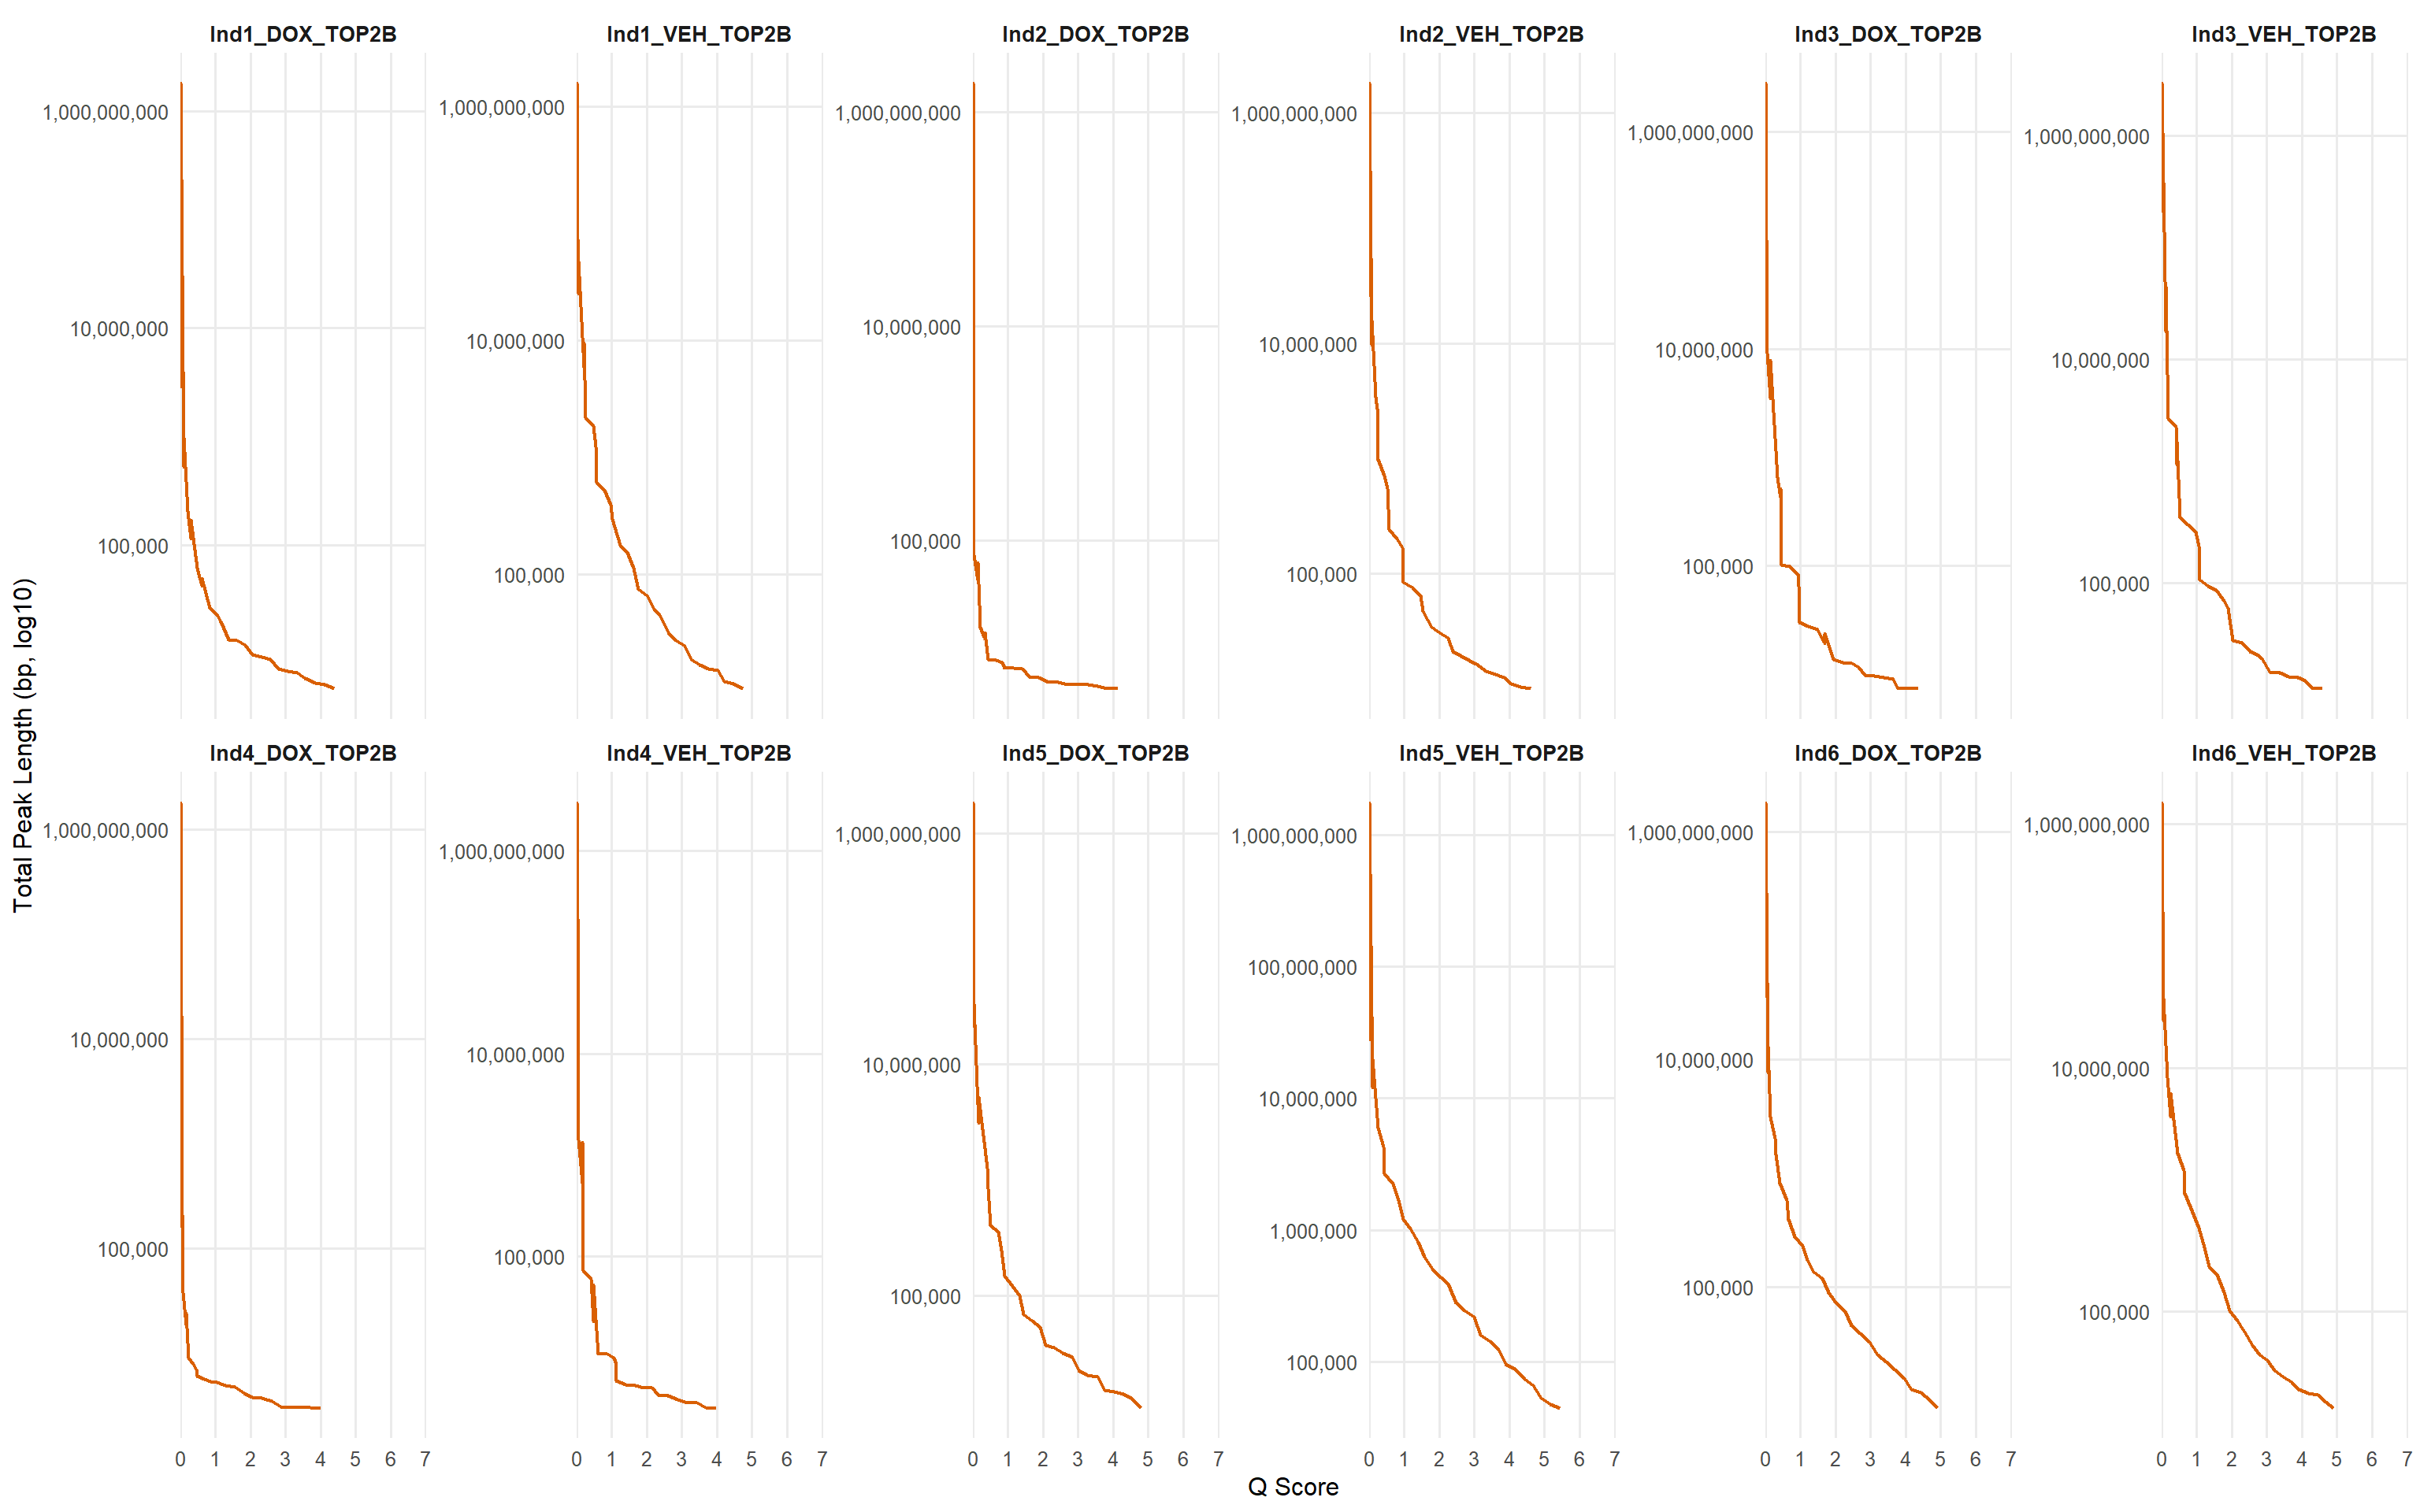 Ind1_DOX_TOP2B Ind1_VEH_TOP2B Ind2_DOX_TOP2B Ind2_VEH_TOP2B Ind3_DOX_TOP2B Ind3_VEH_TOP2B
1,000,000,000 1,000,000,000 1,000,000,000 1,000,000,000 1,000,000,000 1,000,000,000
10,000,000 10,000,000 10,000,000 10,000,000 10,000,000 10,000,000
100,000 100,000 100,000 100,000 100,000 100,000
Total Peak Length (bp, log10)
Ind4_DOX_TOP2B Ind4_VEH_TOP2B Ind5_DOX_TOP2B Ind5_VEH_TOP2B Ind6_DOX_TOP2B Ind6_VEH_TOP2B
1,000,000,000 1,000,000,000 1,000,000,000 1,000,000,000 1,000,000,000 1,000,000,000
100,000,000
10,000,000 10,000,000 10,000,000 10,000,000 10,000,000 10,000,000
1,000,000
100,000 100,000 100,000 100,000 100,000 100,000
0 1 2 3 4 5 6 7 0 1 2 3 4 5 6 7 0 1 2 3 4 5 6 7 0 1 2 3 4 5 6 7 0 1 2 3 4 5 6 7 0 1 2 3 4 5 6 7
Q Score